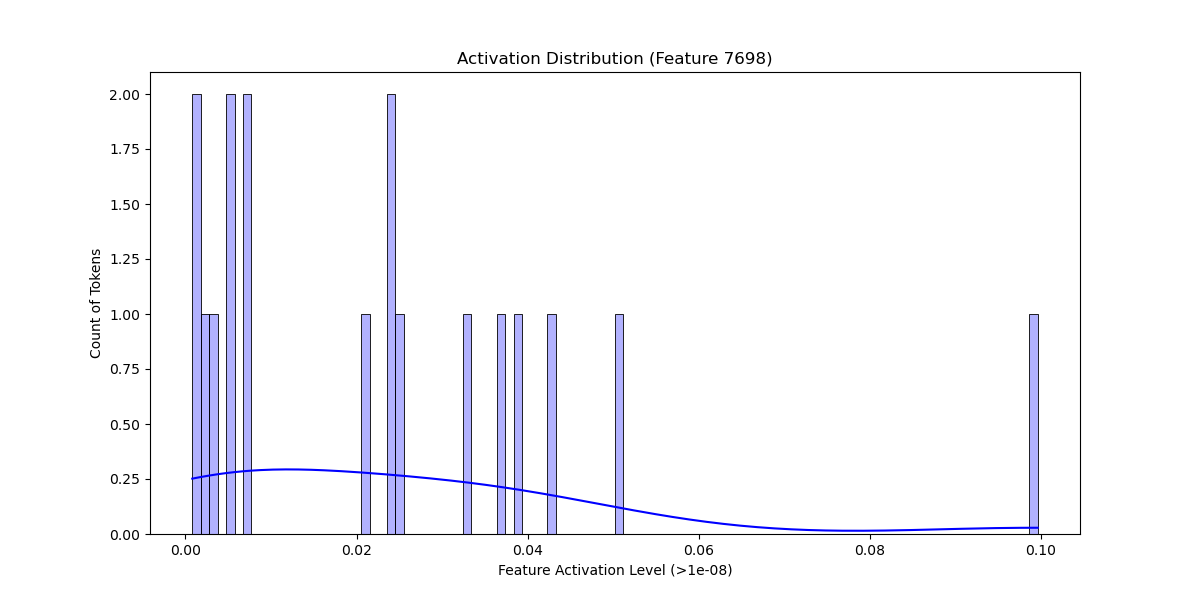 Activation Distribution (Feature 7698)
2.00
1.75
1.50
1.25
1.00
0.75
0.50
0.25
0.00
Count of Tokens
0.00 0.02 0.04 0.06 0.08 0.10
Feature Activation Level (>1e-08)